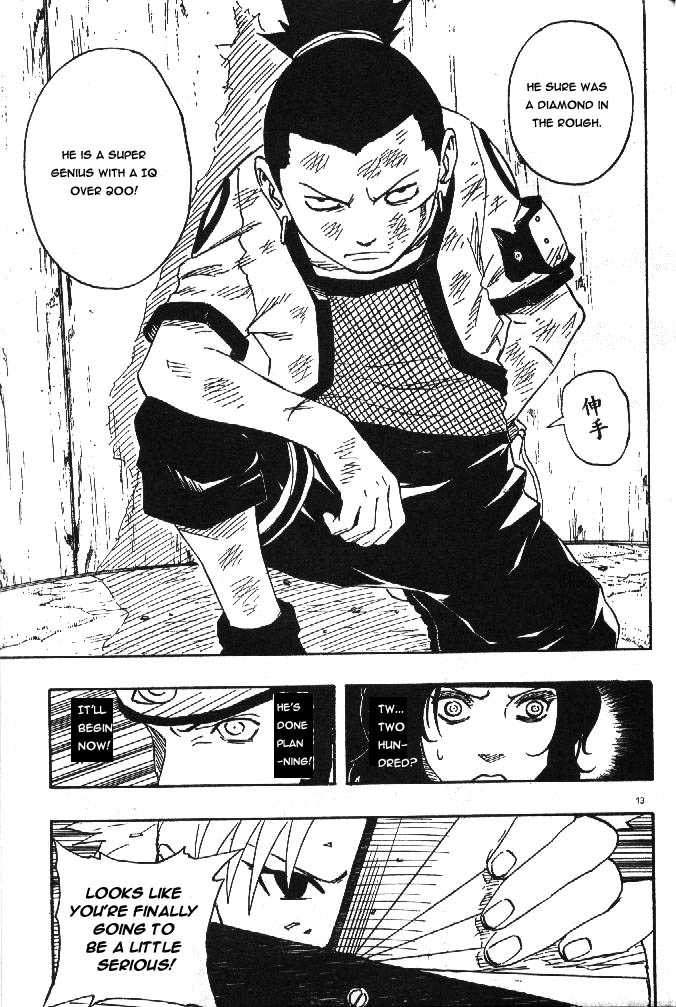 HE SURE WAS
A DIAMOND IN
THE ROUGH.
HE IS A SUPER
GENIUS WITH A IQ
OVER 200!
伸手
TW...
TWO
HUN-
DRED?
HE'S
DONE
PLAN
-NING!
IT'LL
BEGIN
NOW!
13
LOOKS LIKE
YOU'RE FINALLY
GOING TO
BE A LITTLE
SERIOUS!